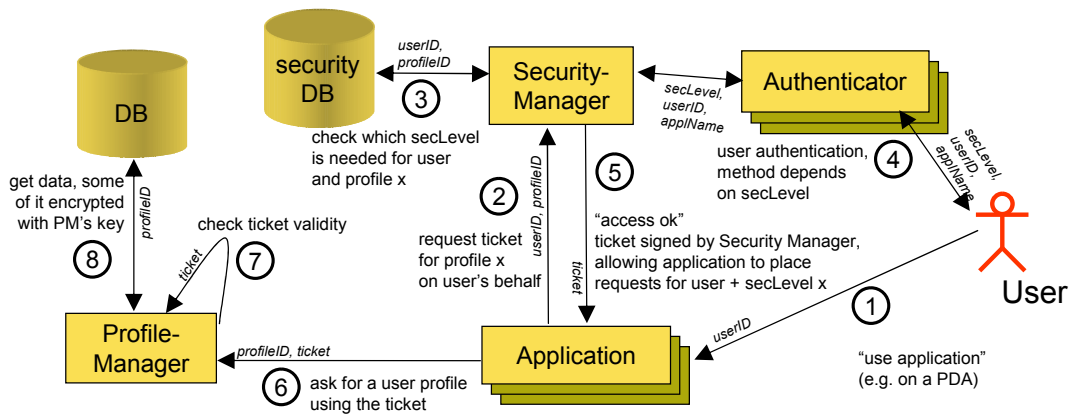 DB
security
DB
userID,
profileID
3
check which secLevel
is needed for user
and profile x
Security-
Manager
secLevel,
userID,
applName
Authenticator
user authentication,
method depends
on secLevel
4
secLevel,
userID,
applName
get data, some
of it encrypted
with PM's key
8
profileID
check ticket validity
7
ticket
2
request ticket
for profile x
on user's behalf
userID, profileID
5
“access ok”
ticket signed by Security Manager,
allowing application to place
requests for user + secLevel x
ticket
User
1
userID
“use application”
(e.g. on a PDA)
Profile-
Manager
profileID, ticket
6
ask for a user profile
using the ticket
Application